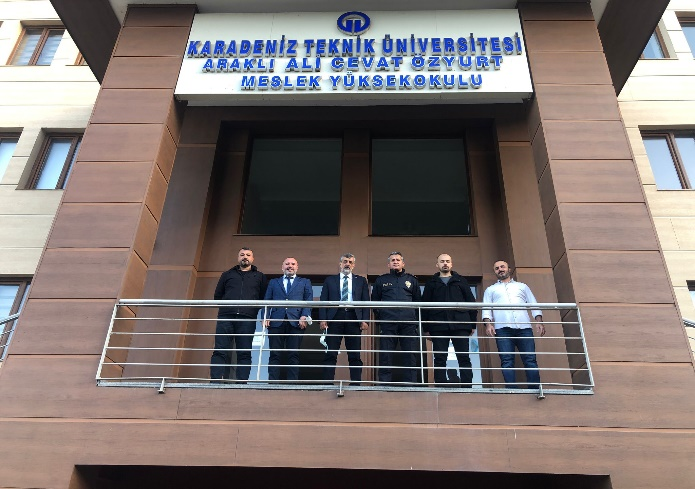 KARADENİZ TEKNİK ÜNİVERSİTESİ
ARAKLI ALİ CEVAT ÖZYURT
MESLEK YÜKSEKOKULU